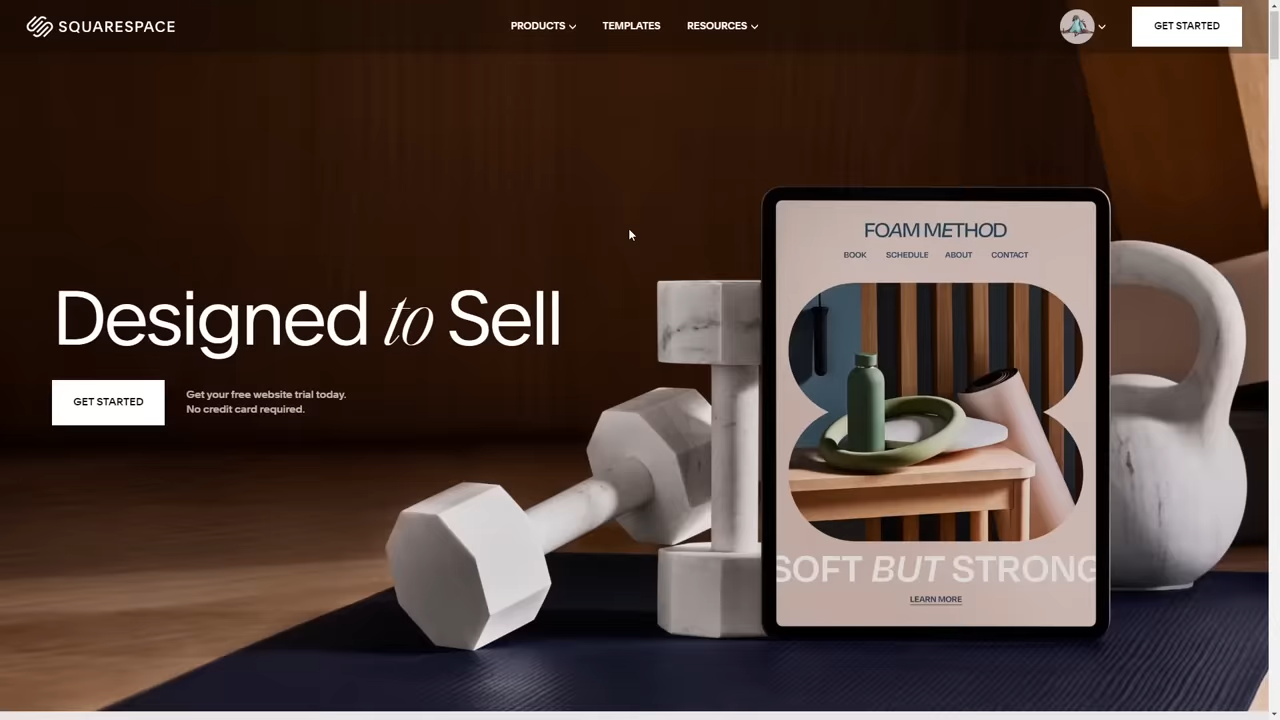 SQUARESPACE
PRODUCTS
TEMPLATES
RESOURCES
GET STARTED
Designed to Sell
GET STARTED
Get your free website trial today.
No credit card required.
FOAM METHOD
BOOK SCHEDULE ABOUT CONTACT
SOFT BUT STRONG
LEARN MORE